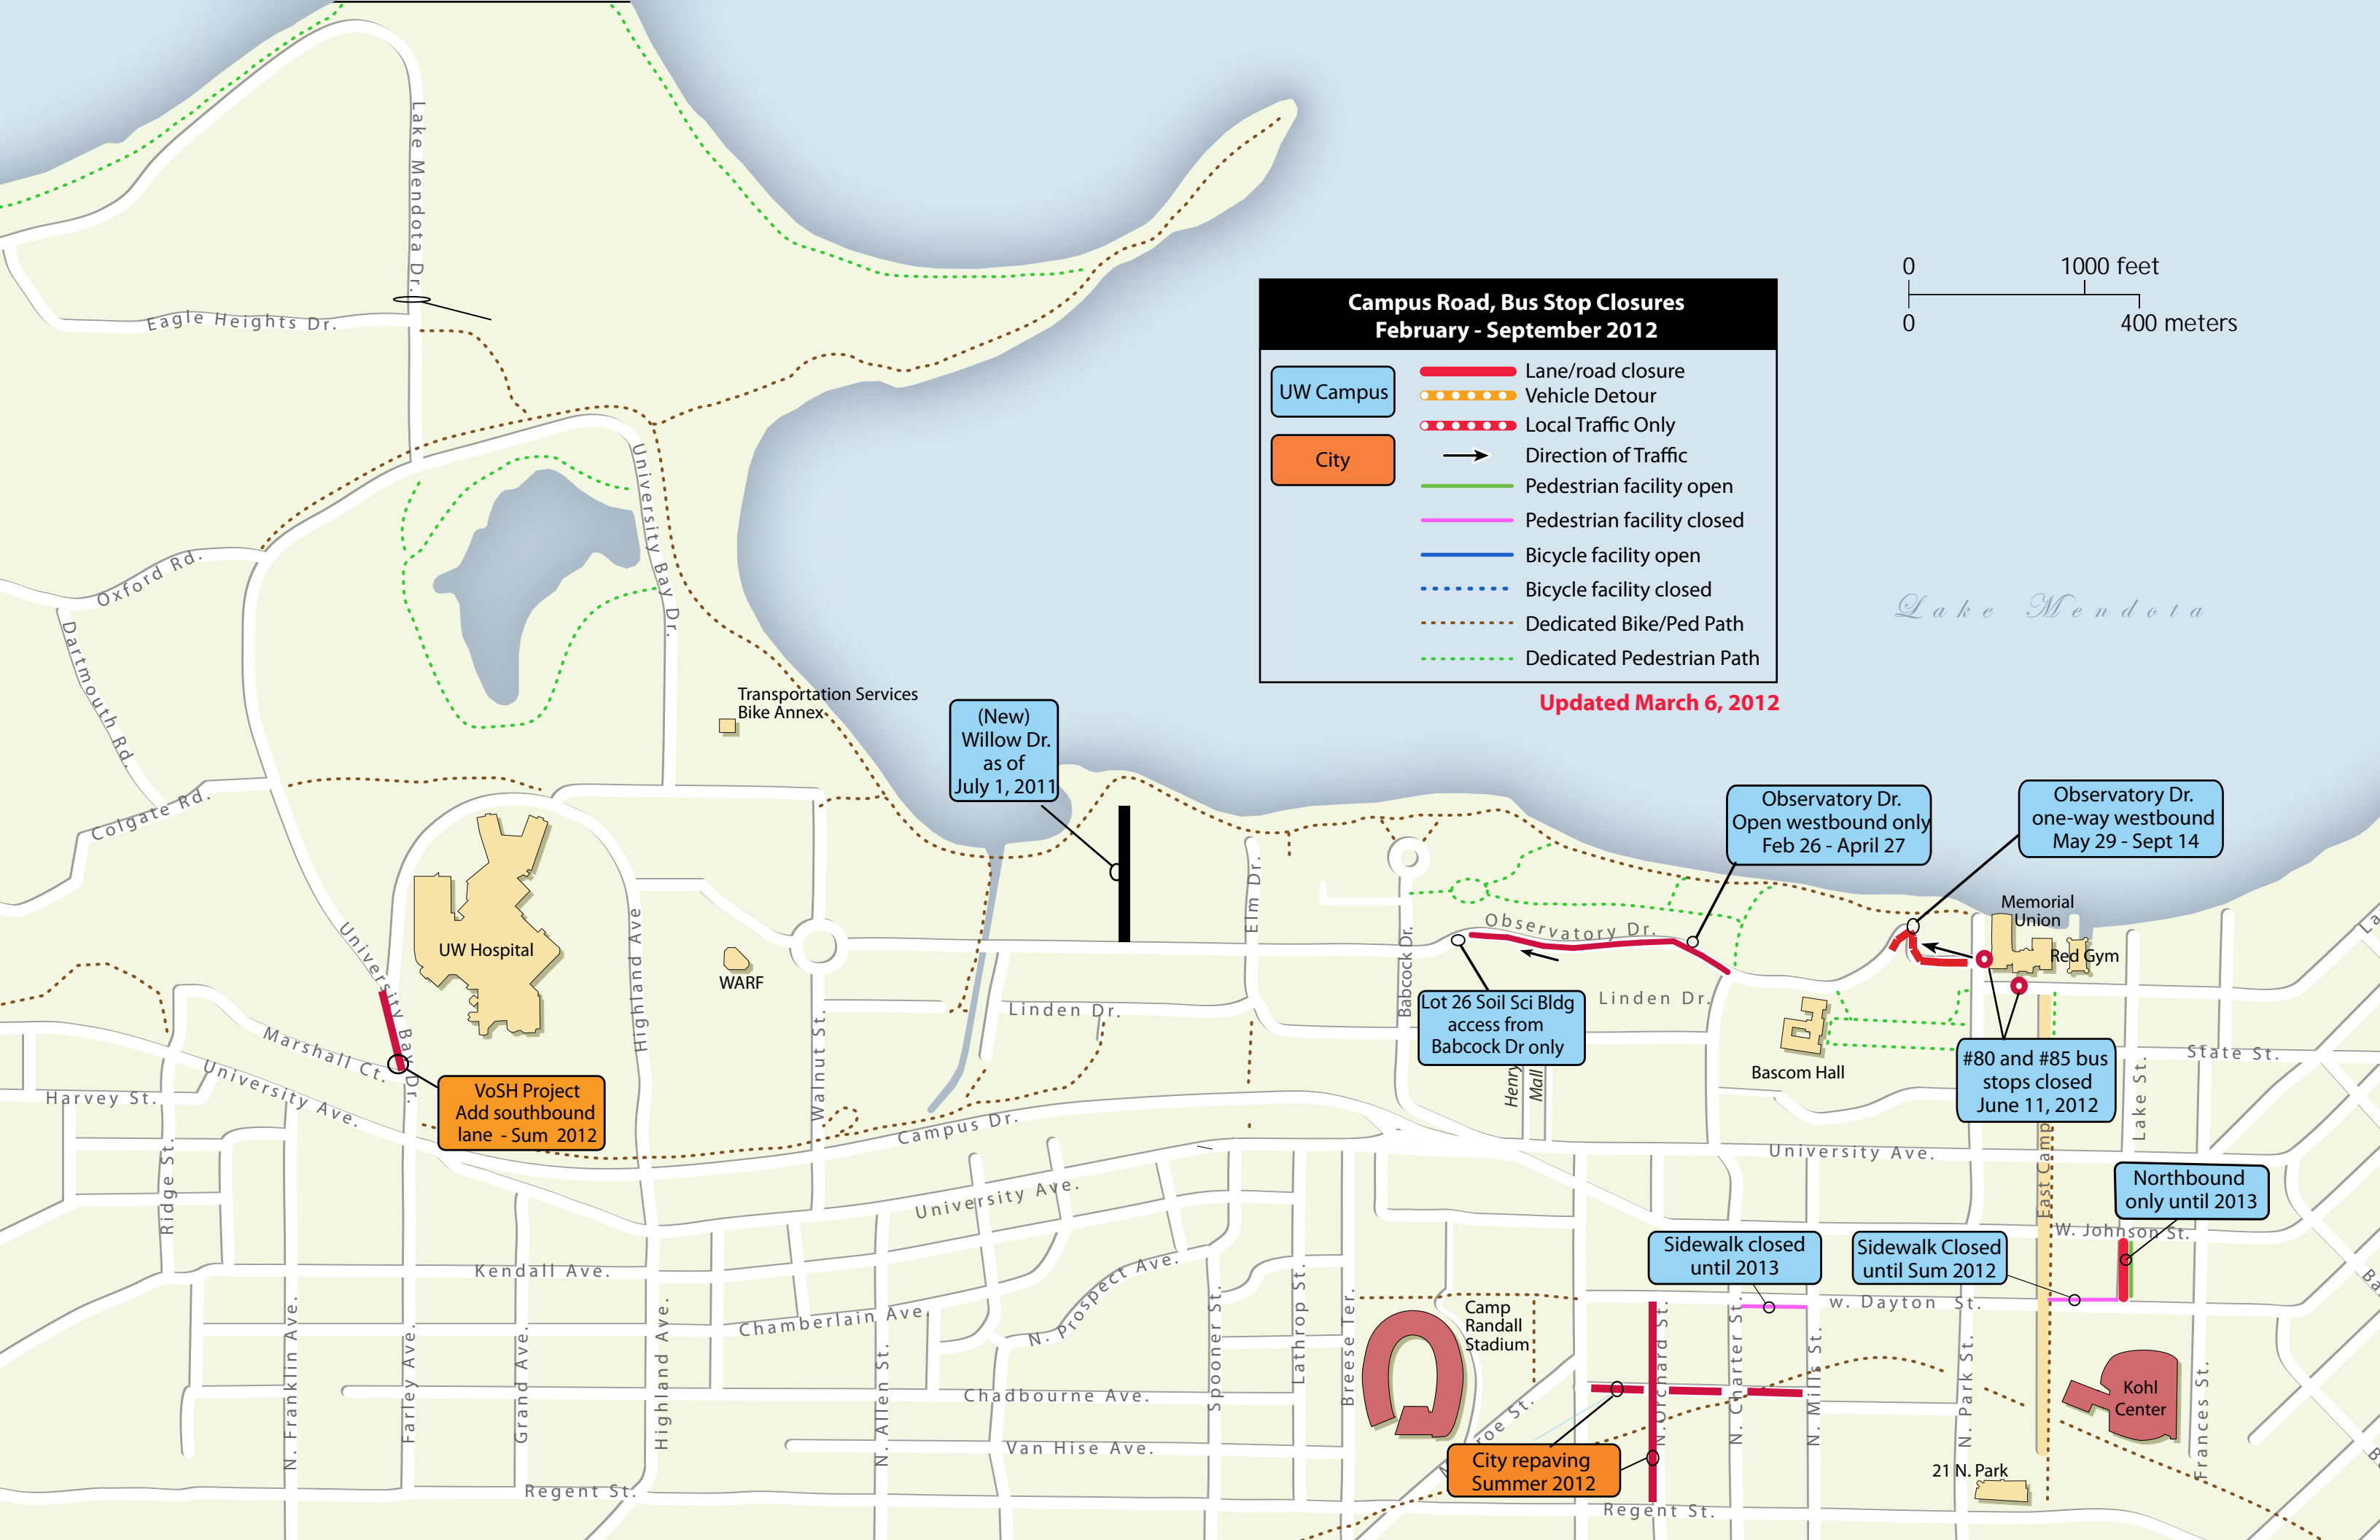 Lake Mendota Dr.
Eagle Heights Dr.
0
1000 feet
0
400 meters
Campus Road, Bus Stop Closures
February - September 2012
UW Campus
City
Lane/road closure
Vehicle Detour
Local Traffic Only
Direction of Traffic
Pedestrian facility open
Pedestrian facility closed
Bicycle facility open
Bicycle facility closed
Dedicated Bike/Ped Path
Dedicated Pedestrian Path
Updated March 6, 2012
Lake Mendota
University Bay Dr.
Oxford Rd.
Dartmouth Rd.
Colgate Rd.
Transportation Services
Bike Annex
(New)
Willow Dr.
as of
July 1, 2011
Observatory Dr.
Open westbound only
Feb 26 - April 27
Observatory Dr.
one-way westbound
May 29 - Sept 14
Memorial
Union
Red Gym
Elm Dr.
Observatory Dr.
Babcock Dr.
UW Hospital
WARF
Highland Ave
University Bay Dr.
Lot 26 Soil Sci Bldg
access from
Babcock Dr only
Linden Dr.
Linden Dr.
Henry
Mall
Bascom Hall
#80 and #85 bus
stops closed
June 11, 2012
State St.
Lake St.
Marshall Ct.
University Ave.
Harvey St.
VoSH Project
Add southbound
lane - Sum 2012
Walnut St.
Campus Dr.
University Ave.
East Camp
Northbound
only until 2013
W. Johnson St.
Ridge St.
University Ave.
Sidewalk closed
until 2013
Sidewalk Closed
until Sum 2012
w. Dayton St.
Kendall Ave.
Chamberlain Ave.
N. Prospect Ave.
Camp
Randall
Stadium
N. Franklin Ave.
Farley Ave.
Grand Ave.
Highland Ave.
N. Allen St.
Spooner St.
Lathrop St.
Breese Ter.
N. Orchard St.
N. Charter St.
N. Mills St.
N. Park St.
Frances St.
Kohl
Center
Chadbourne Ave.
Van Hise Ave.
roe St.
City repaving
Summer 2012
21 N. Park
Regent St.
Regent St.
La
Ba
B